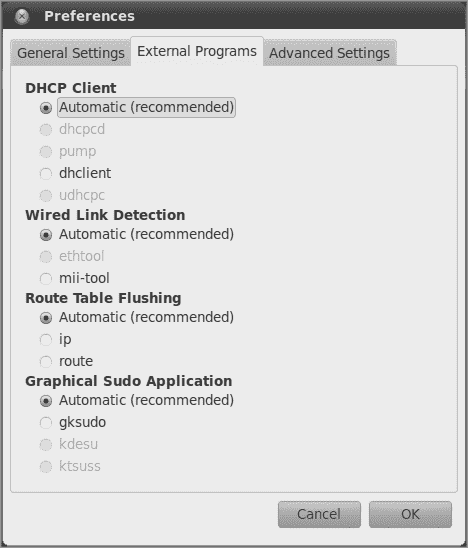 Preferences
General Settings External Programs Advanced Settings
DHCP Client
Automatic (recommended)
dhcpcd
pump
dhclient
udhcpc
Wired Link Detection
Automatic (recommended)
ethtool
mii-tool
Route Table Flushing
Automatic (recommended)
ip
route
Graphical Sudo Application
Automatic (recommended)
gksudo
kdesu
ktsuss
Cancel OK